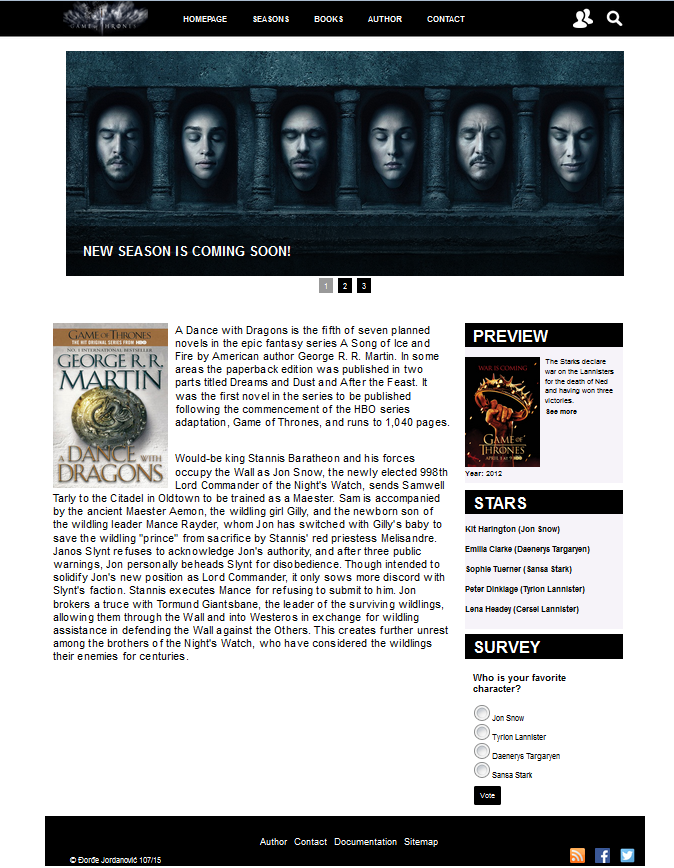 GAME OF THRONES
HOMEPAGE SEASONS BOOKS AUTHOR CONTACT
NEW SEASON IS COMING SOON!
1 2 3
GAME OF THRONES
THE HIT ORIGINAL SERIES FROM HBO
NO. 1 INTERNATIONAL BESTSELLER
GEORGE R.R.
MARTIN
A DANCE WITH
DRAGONS
A Dance with Dragons is the fifth of seven planned
novels in the epic fantasy series A Song of Ice and
Fire by American author George R. R. Martin. In some
areas the paperback edition was published in two
parts titled Dreams and Dust and After the Feast. It
was the first novel in the series to be published
following the commencement of the HBO series
adaptation, Game of Thrones, and runs to 1,040 pages.
Would-be king Stannis Baratheon and his forces
occupy the Wall as Jon Snow, the newly elected 998th
Lord Commander of the Night's Watch, sends Samwell
Tarly to the Citadel in Oldtown to be trained as a Maester. Sam is accompanied
by the ancient Maester Aemon, the wildling girl Gilly, and the newborn son of
the wildling leader Mance Rayder, whom Jon has switched with Gilly's baby to
save the wildling "prince" from sacrifice by Stannis' red priestess Melisandre.
Janos Slynt refuses to acknowledge Jon's authority, and after three public
warnings, Jon personally beheads Slynt for disobedience. Though intended to
solidify Jon's new position as Lord Commander, it only sows more discord with
Slynt's faction. Stannis executes Mance for refusing to submit to him. Jon
brokers a truce with Tormund Giantsbane, the leader of the surviving wildlings,
allowing them through the Wall and into Westeros in exchange for wildling
assistance in defending the Wall against the Others. This creates further unrest
among the brothers of the Night's Watch, who have considered the wildlings
their enemies for centuries.
PREVIEW
WAR IS COMING
GAME OF
THRONES
The Starks declare
war on the Lannisters
for the death of Ned
and having won three
victories.
See more
Year: 2012
STARS
Kit Harington (Jon Snow)
Emilia Clarke (Daenerys Targaryen)
Sophie Tuerner (Sansa Stark)
Peter Dinklage (Tyrion Lannister)
Lena Headey (Cersei Lannister)
SURVEY
Who is your favorite
character?
Jon Snow
Tyrion Lannister
Daenerys Targaryen
Sansa Stark
Vote
Author Contact Documentation Sitemap
© Đorđe Jordanović 107/15